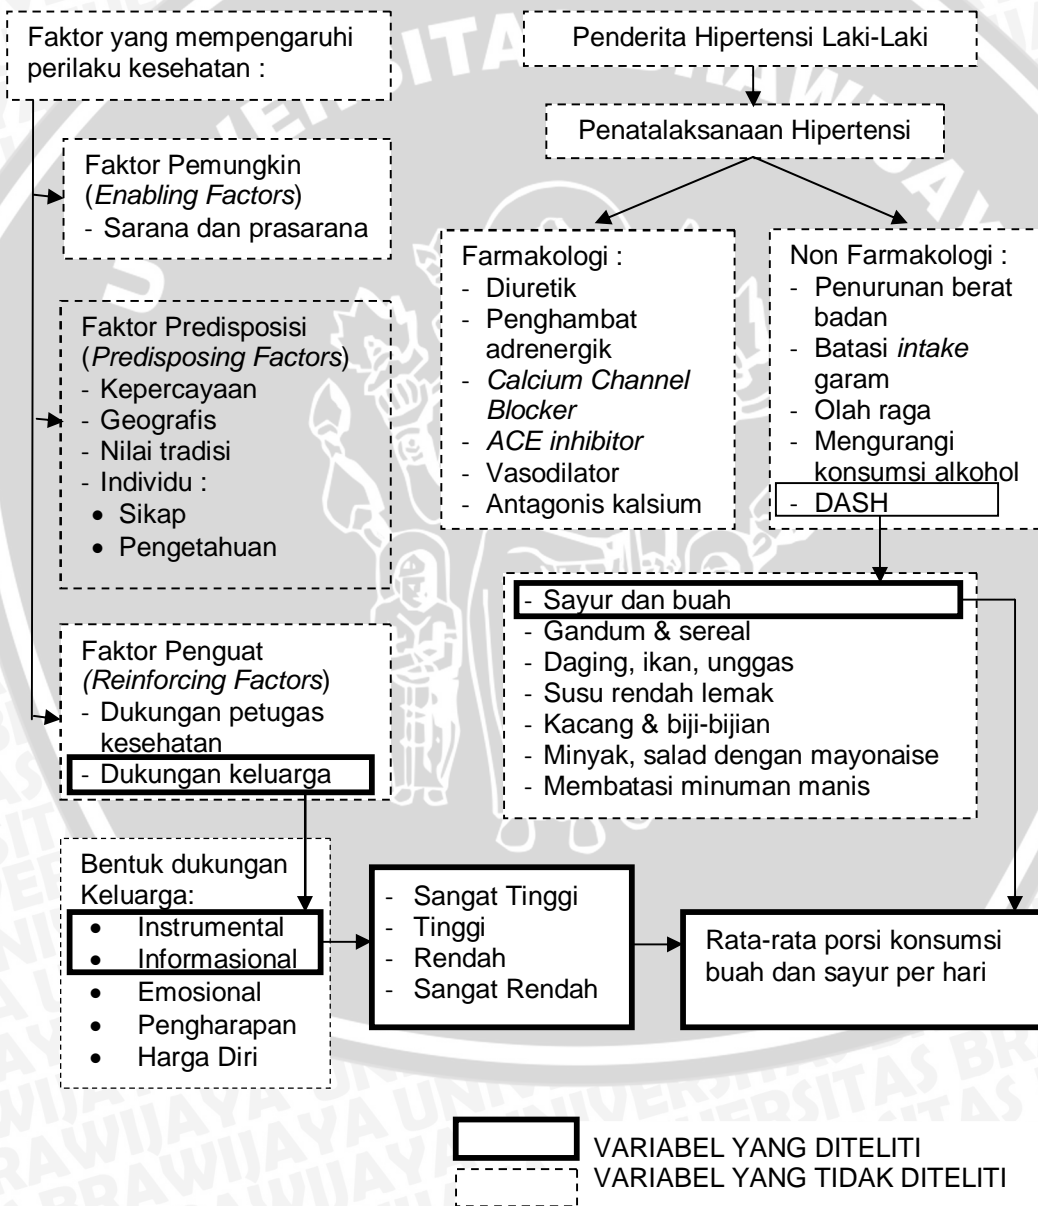 Faktor yang mempengaruhi
perilaku kesehatan :
Faktor Pemungkin
(Enabling Factors)
- Sarana dan prasarana
Faktor Predisposisi
(Predisposing Factors)
- Kepercayaan
- Geografis
- Nilai tradisi
- Individu :
• Sikap
• Pengetahuan
Faktor Penguat
(Reinforcing Factors)
- Dukungan petugas
kesehatan
- Dukungan keluarga
Bentuk dukungan
Keluarga:
• Instrumental
• Informasional
• Emosional
• Pengharapan
• Harga Diri
- Sangat Tinggi
- Tinggi
- Rendah
- Sangat Rendah
Penderita Hipertensi Laki-Laki
Penatalaksanaan Hipertensi
Farmakologi :
- Diuretik
- Penghambat
adrenergik
- Calcium Channel
Blocker
- ACE inhibitor
- Vasodilator
- Antagonis kalsium
Non Farmakologi :
- Penurunan berat
badan
- Batasi intake
garam
- Olah raga
- Mengurangi
konsumsi alkohol
- DASH
- Sayur dan buah
- Gandum & sereal
- Daging, ikan, unggas
- Susu rendah lemak
- Kacang & biji-bijian
- Minyak, salad dengan mayonaise
- Membatasi minuman manis
Rata-rata porsi konsumsi
buah dan sayur per hari
VARIABEL YANG DITELITI
VARIABEL YANG TIDAK DITELITI